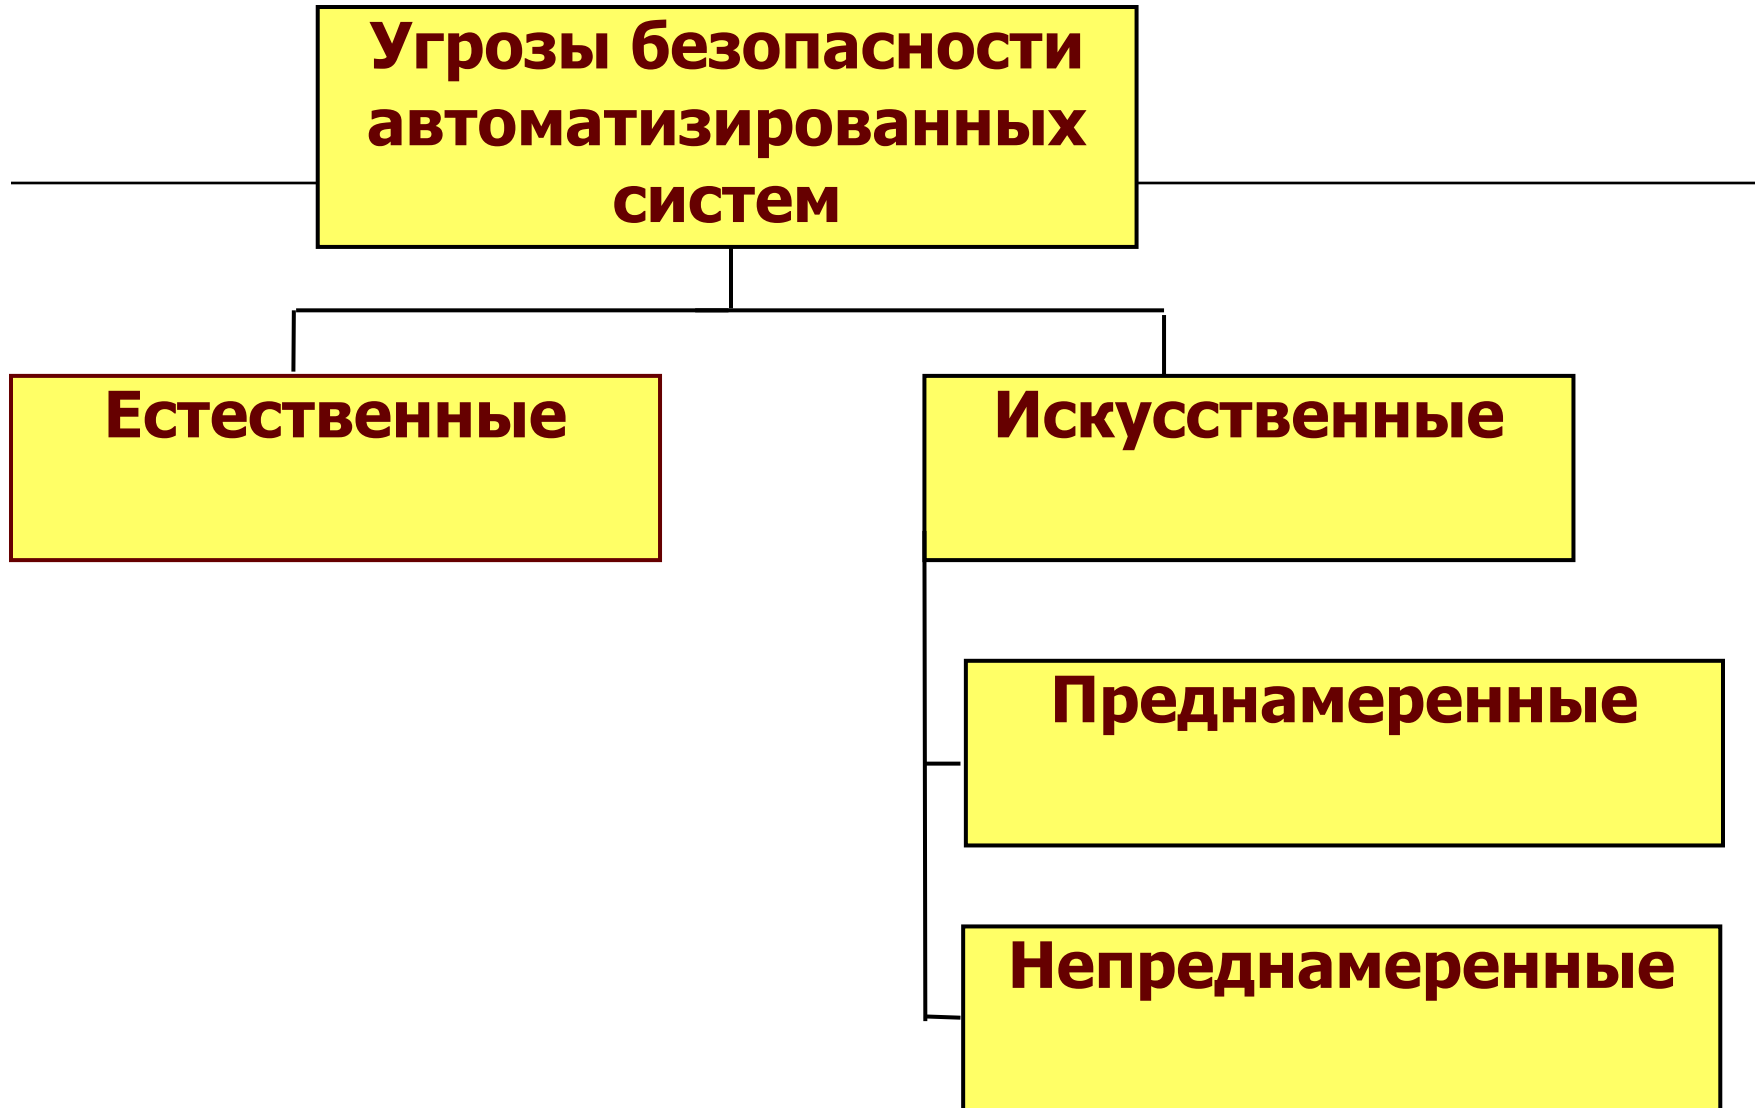 Угрозы безопасности
автоматизированных
систем
Естественные
Искусственные
Преднамеренные
Непреднамеренные